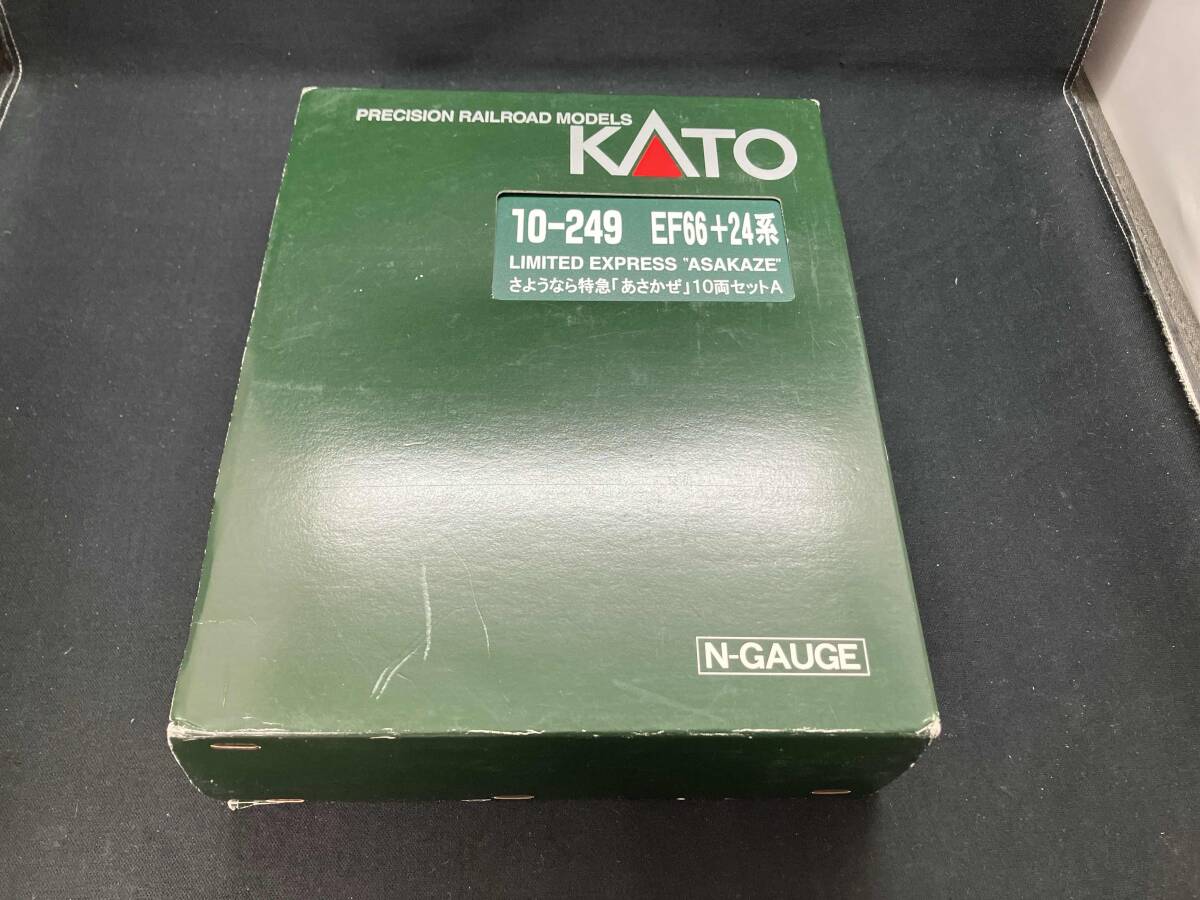 PRECISION RAILROAD MODELS
KATO
10-249 EF66+24系
LIMITED EXPRESS "ASAKAZE"
さようなら特急「あさかぜ」10両セットA
N-GAUGE